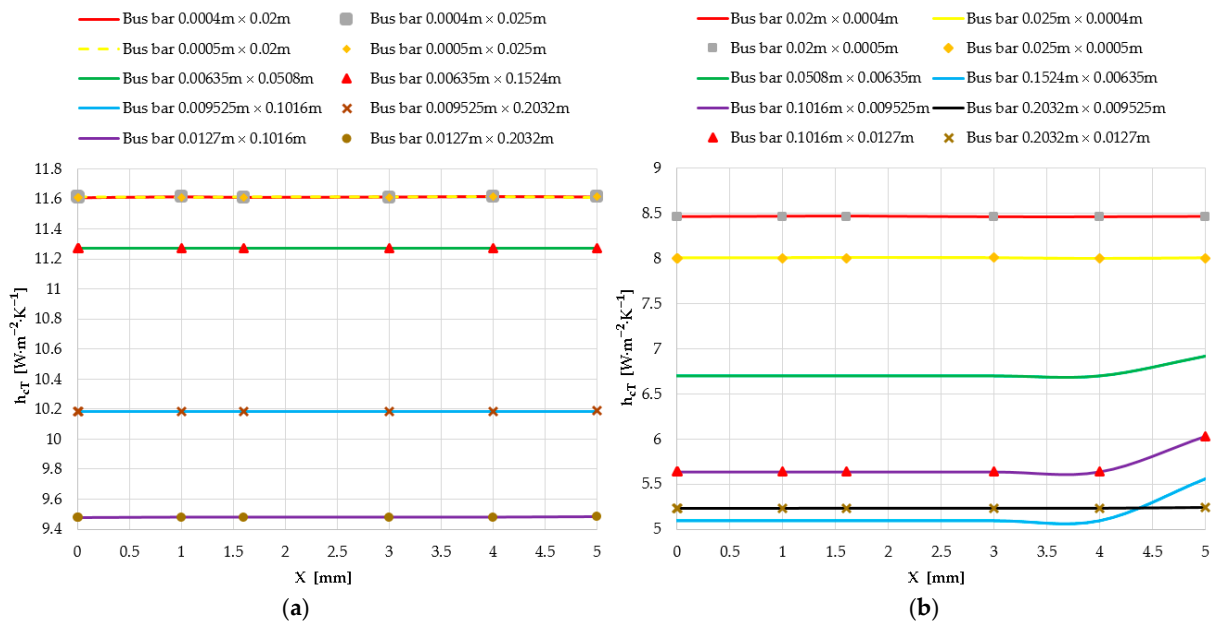 Bus bar 0.0004m × 0.02m
Bus bar 0.0004m × 0.025m
Bus bar 0.0005m × 0.02m
Bus bar 0.0005m × 0.025m
Bus bar 0.00635m × 0.0508m
Bus bar 0.00635m × 0.1524m
Bus bar 0.009525m × 0.1016m
Bus bar 0.009525m × 0.2032m
Bus bar 0.0127m × 0.1016m
Bus bar 0.0127m × 0.2032m
11.8
11.6
11.4
11.2
11
10.8
10.6
10.4
10.2
10
9.8
9.6
9.4
h_cT [W·m⁻²·K⁻¹]
0 0.5 1 1.5 2 2.5 3 3.5 4 4.5 5
X [mm]
(a)
Bus bar 0.02m × 0.0004m
Bus bar 0.025m × 0.0004m
Bus bar 0.02m × 0.0005m
Bus bar 0.025m × 0.0005m
Bus bar 0.0508m × 0.00635m
Bus bar 0.1524m × 0.00635m
Bus bar 0.1016m × 0.009525m
Bus bar 0.2032m × 0.009525m
Bus bar 0.1016m × 0.0127m
Bus bar 0.2032m × 0.0127m
9
8.5
8
7.5
7
6.5
6
5.5
5
h_cT [W·m⁻²·K⁻¹]
0 0.5 1 1.5 2 2.5 3 3.5 4 4.5 5
X [mm]
(b)